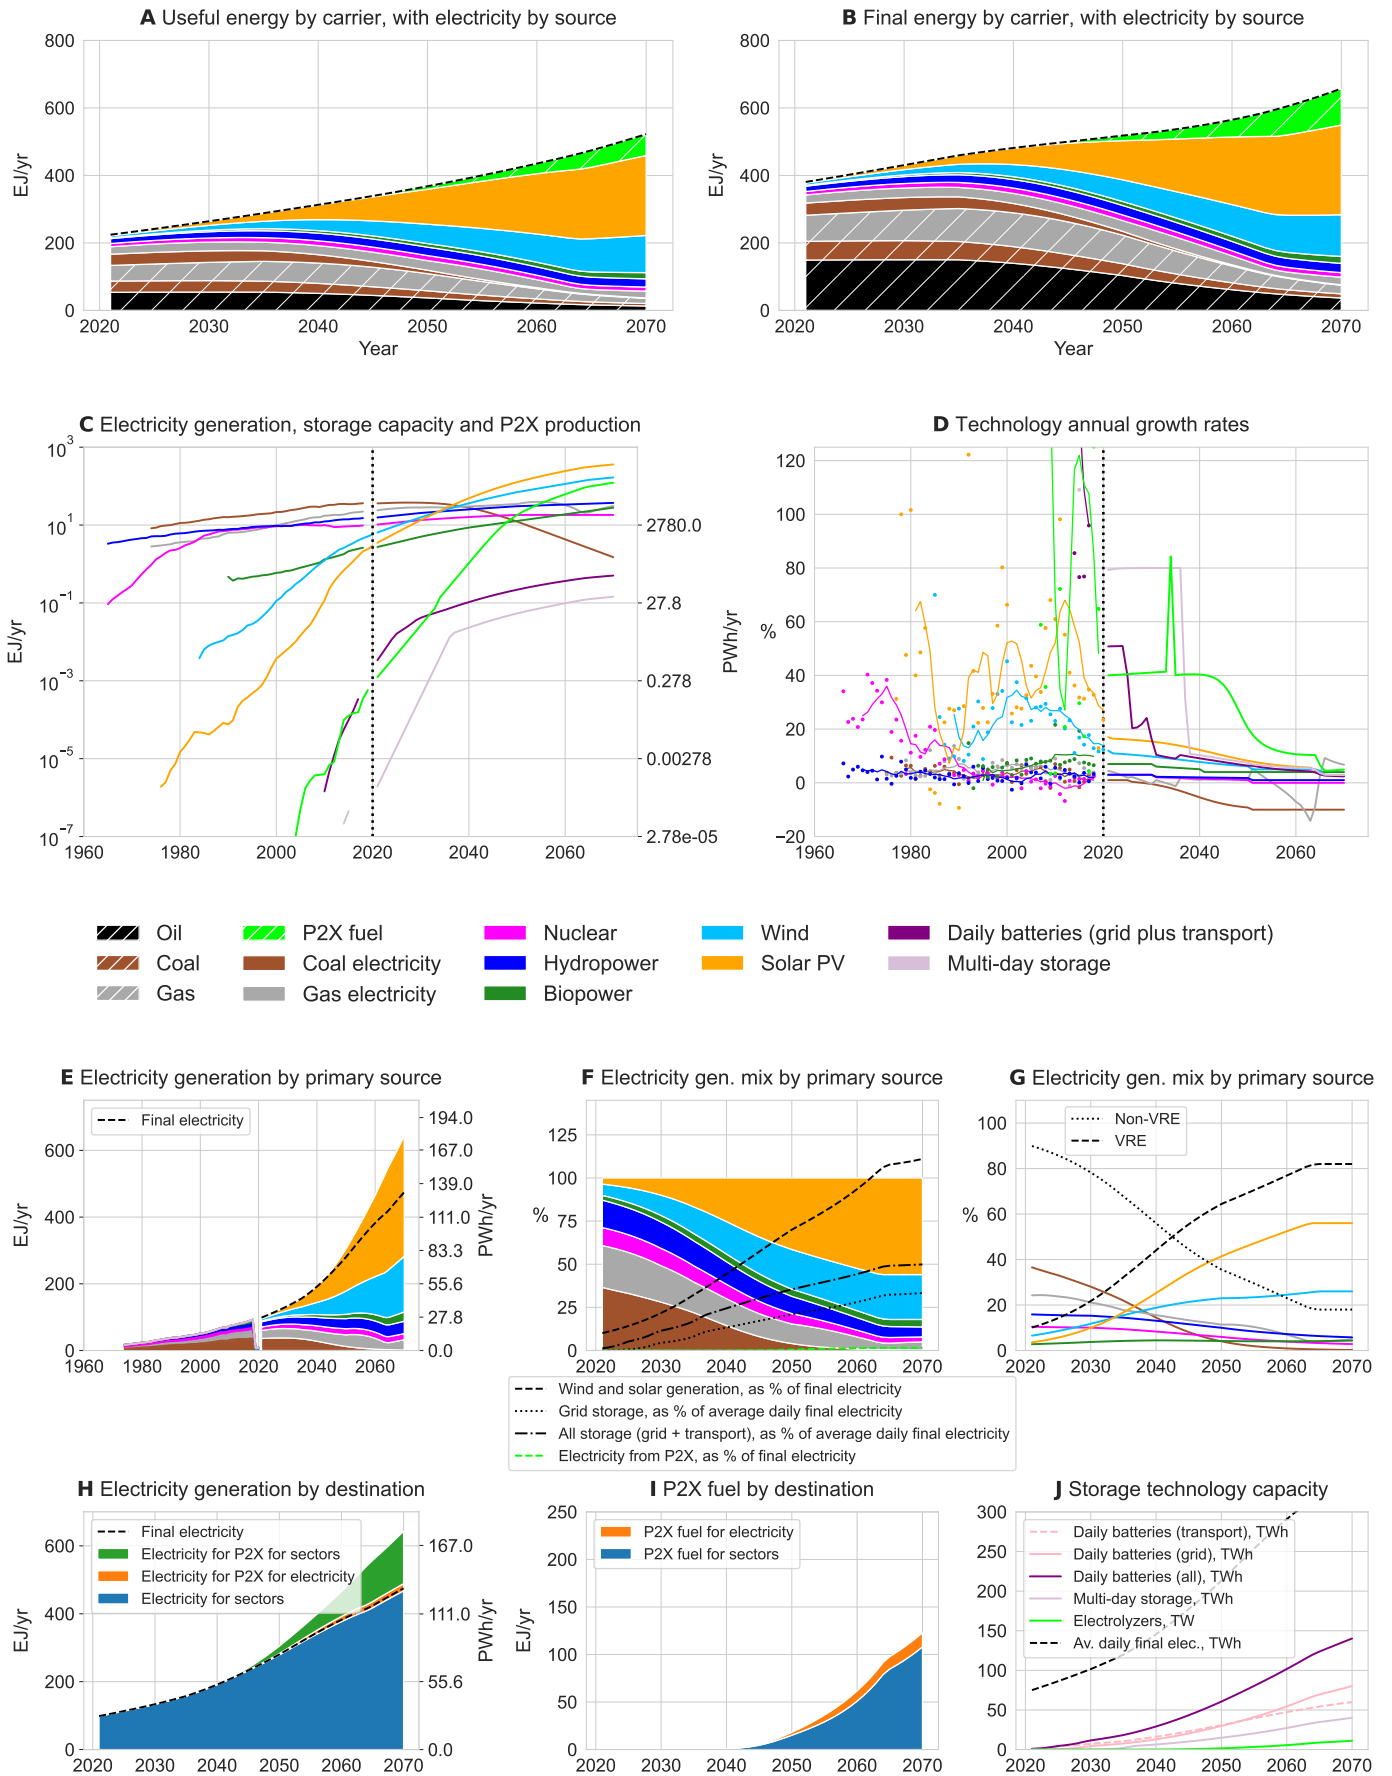 A Useful energy by carrier, with electricity by source
B Final energy by carrier, with electricity by source
800
600
400
200
0
EJ/yr
2020 2030 2040 2050 2060 2070
Year
800
600
400
200
0
EJ/yr
2020 2030 2040 2050 2060 2070
Year
C Electricity generation, storage capacity and P2X production
D Technology annual growth rates
10^3
10^1
10^−1
10^−3
10^−5
10^−7
EJ/yr
2780.0
27.8
0.278
0.00278
2.78e-05
PWh/yr
1960 1980 2000 2020 2040 2060
120
100
80
60
40
20
0
−20
%
1960 1980 2000 2020 2040 2060
Oil
Coal
Gas
P2X fuel
Coal electricity
Gas electricity
Nuclear
Hydropower
Biopower
Wind
Solar PV
Daily batteries (grid plus transport)
Multi-day storage
E Electricity generation by primary source
F Electricity gen. mix by primary source
G Electricity gen. mix by primary source
Final electricity
600
400
200
0
EJ/yr
194.0
167.0
139.0
111.0
83.3
55.6
27.8
0.0
PWh/yr
1960 1980 2000 2020 2040 2060
125
100
75
50
25
0
%
2020 2030 2040 2050 2060 2070
Wind and solar generation, as % of final electricity
Grid storage, as % of average daily final electricity
All storage (grid + transport), as % of average daily final electricity
Electricity from P2X, as % of final electricity
Non-VRE
VRE
100
80
60
40
20
0
%
2020 2030 2040 2050 2060 2070
H Electricity generation by destination
I P2X fuel by destination
J Storage technology capacity
Final electricity
Electricity for P2X for sectors
Electricity for P2X for electricity
Electricity for sectors
600
400
200
0
EJ/yr
167.0
111.0
55.6
0.0
PWh/yr
2020 2030 2040 2050 2060 2070
P2X fuel for electricity
P2X fuel for sectors
250
200
150
100
50
0
EJ/yr
2020 2030 2040 2050 2060 2070
Daily batteries (transport), TWh
Daily batteries (grid), TWh
Daily batteries (all), TWh
Multi-day storage, TWh
Electrolyzers, TW
Av. daily final elec., TWh
300
250
200
150
100
50
0
2020 2030 2040 2050 2060 2070